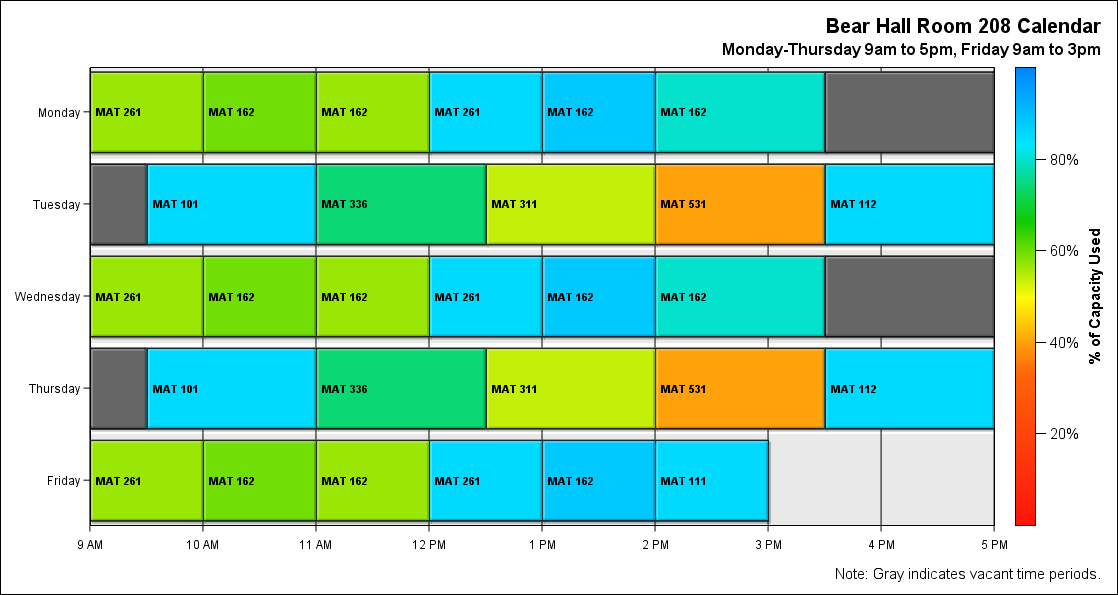 Bear Hall Room 208 Calendar
Monday-Thursday 9am to 5pm, Friday 9am to 3pm
Monday MAT 261 MAT 162 MAT 162 MAT 261 MAT 162 MAT 162
Tuesday MAT 101 MAT 336 MAT 311 MAT 531 MAT 112
Wednesday MAT 261 MAT 162 MAT 162 MAT 261 MAT 162 MAT 162
Thursday MAT 101 MAT 336 MAT 311 MAT 531 MAT 112
Friday MAT 261 MAT 162 MAT 162 MAT 261 MAT 162 MAT 111
9 AM 10 AM 11 AM 12 PM 1 PM 2 PM 3 PM 4 PM 5 PM
80%
60%
40%
20%
% of Capacity Used
Note: Gray indicates vacant time periods.